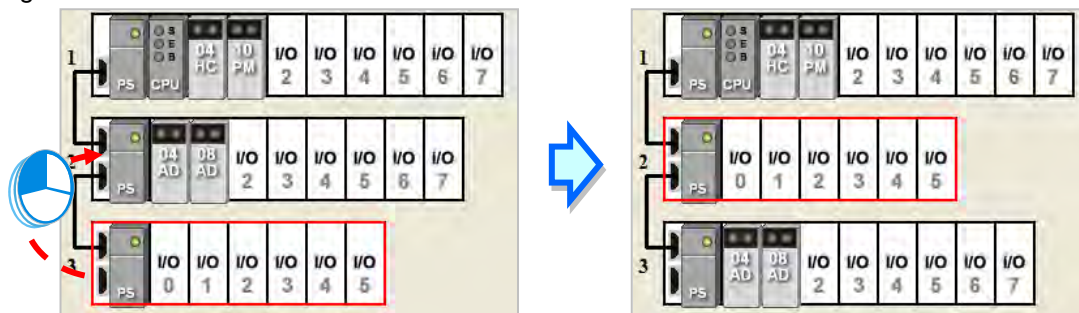 1 PS S E B CPU 04 HC 10 PM I/O 2 I/O 3 I/O 4 I/O 5 I/O 6 I/O 7
2 PS 04 AD 08 AD I/O 2 I/O 3 I/O 4 I/O 5 I/O 6 I/O 7
3 PS I/O 0 I/O 1 I/O 2 I/O 3 I/O 4 I/O 5
1 PS S E B CPU 04 HC 10 PM I/O 2 I/O 3 I/O 4 I/O 5 I/O 6 I/O 7
2 PS I/O 0 I/O 1 I/O 2 I/O 3 I/O 4 I/O 5
3 PS 04 AD 08 AD I/O 2 I/O 3 I/O 4 I/O 5 I/O 6 I/O 7